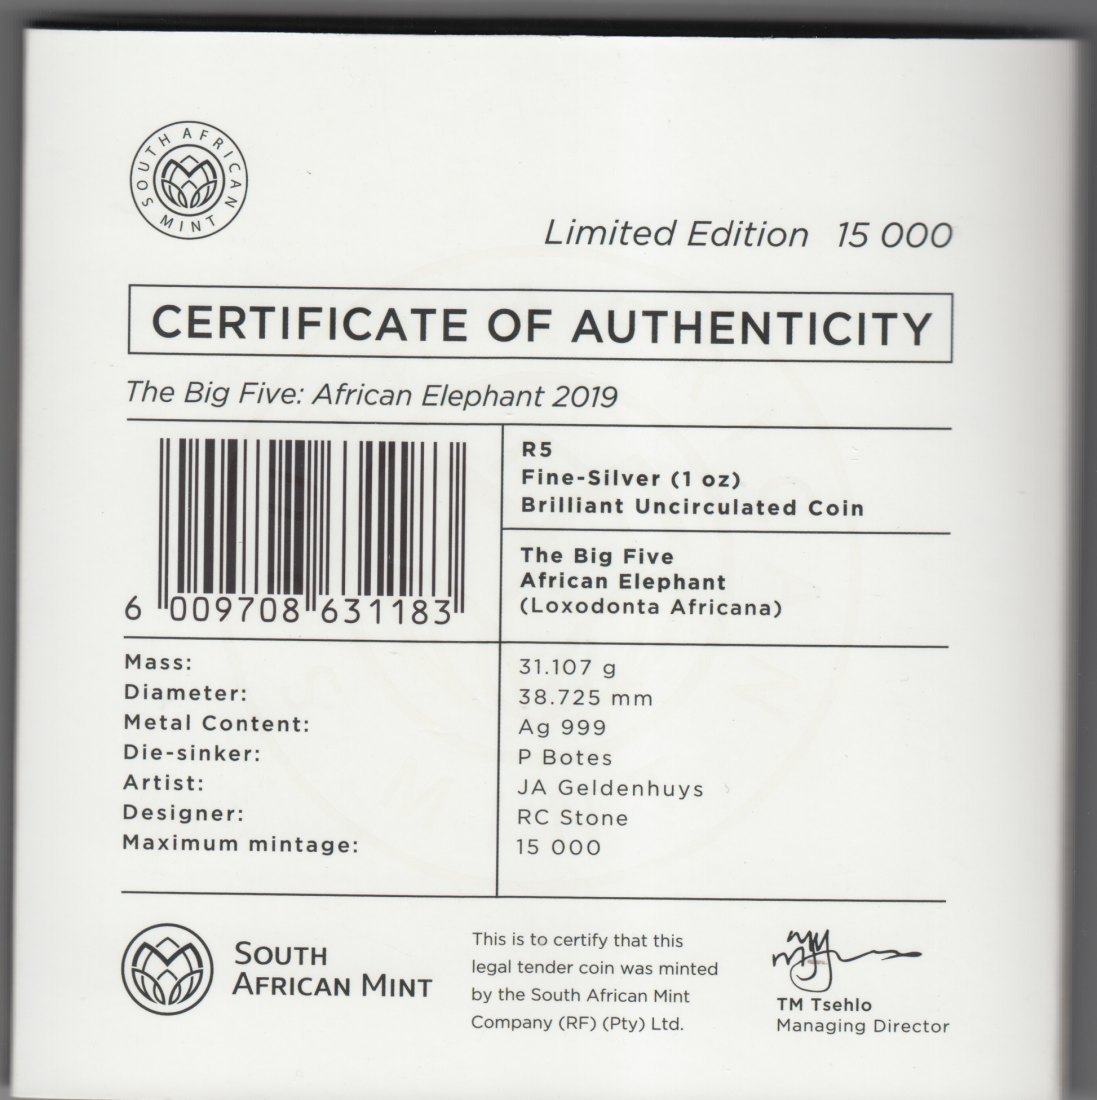 SOUTH AFRICAN MINT
Limited Edition 15 000
CERTIFICATE OF AUTHENTICITY
The Big Five: African Elephant 2019
R5
Fine-Silver (1 oz)
Brilliant Uncirculated Coin
The Big Five
African Elephant
(Loxodonta Africana)
6 009708 631183
Mass: 31.107 g
Diameter: 38.725 mm
Metal Content: Ag 999
Die-sinker: P Botes
Artist: JA Geldenhuys
Designer: RC Stone
Maximum mintage: 15 000
SOUTH
AFRICAN MINT
This is to certify that this
legal tender coin was minted
by the South African Mint
Company (RF) (Pty) Ltd.
TM Tsehlo
Managing Director